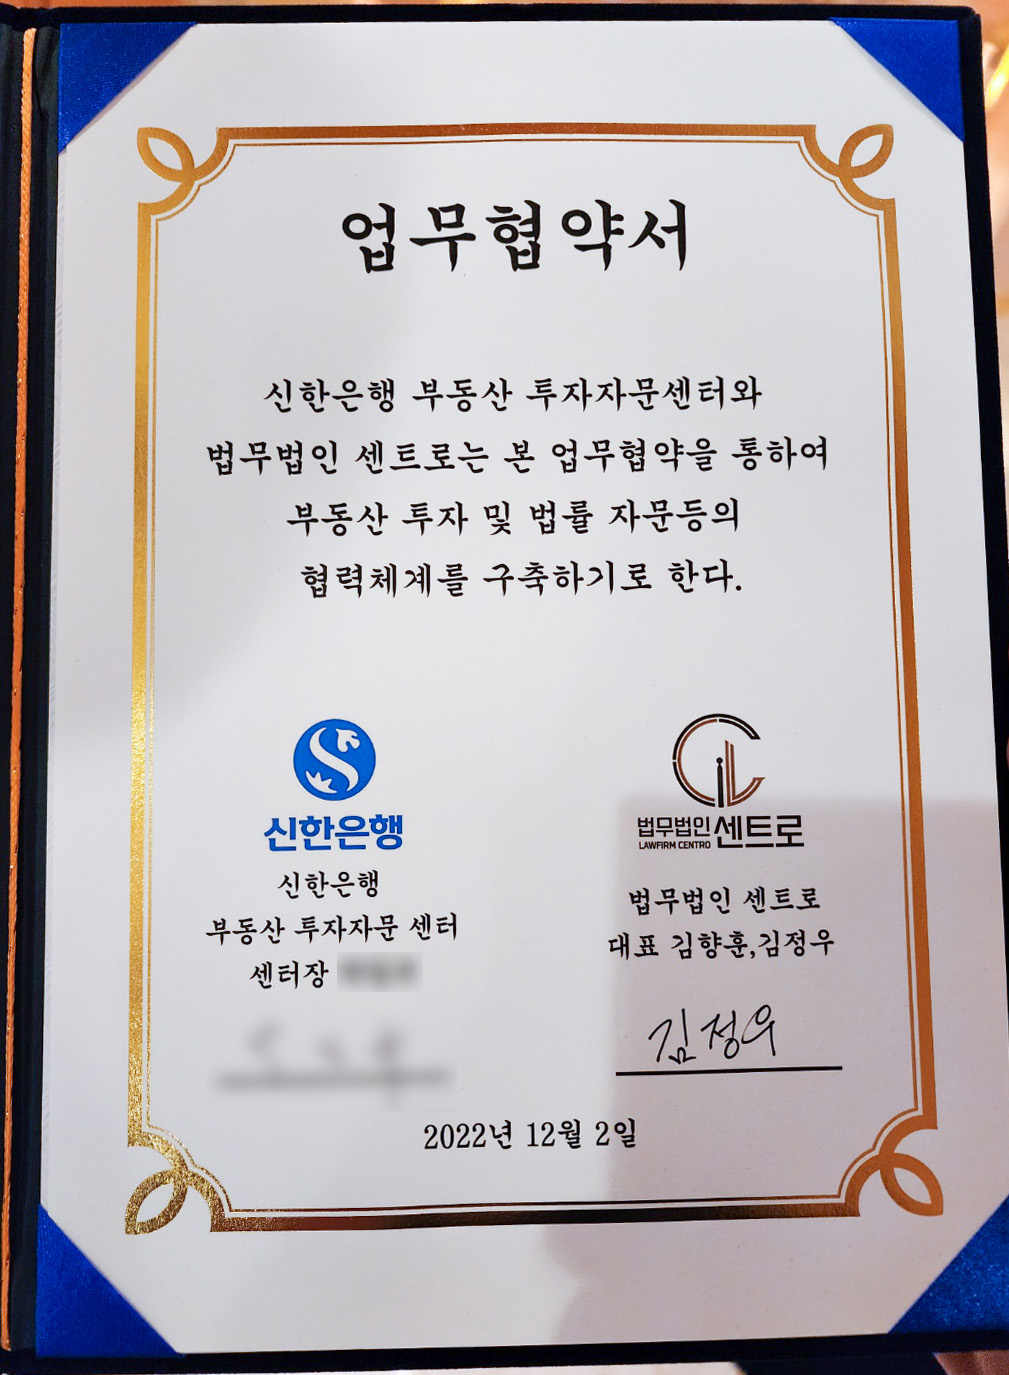 업무협약서
신한은행 부동산 투자자문센터와
법무법인 센트로는 본 업무협약을 통하여
부동산 투자 및 법률 자문등의
협력체계를 구축하기로 한다.
신한은행
신한은행
부동산 투자자문 센터
센터장
법무법인 센트로
LAWFIRM CENTRO
법무법인 센트로
대표 김향훈,김정우
김정우
2022년 12월 2일